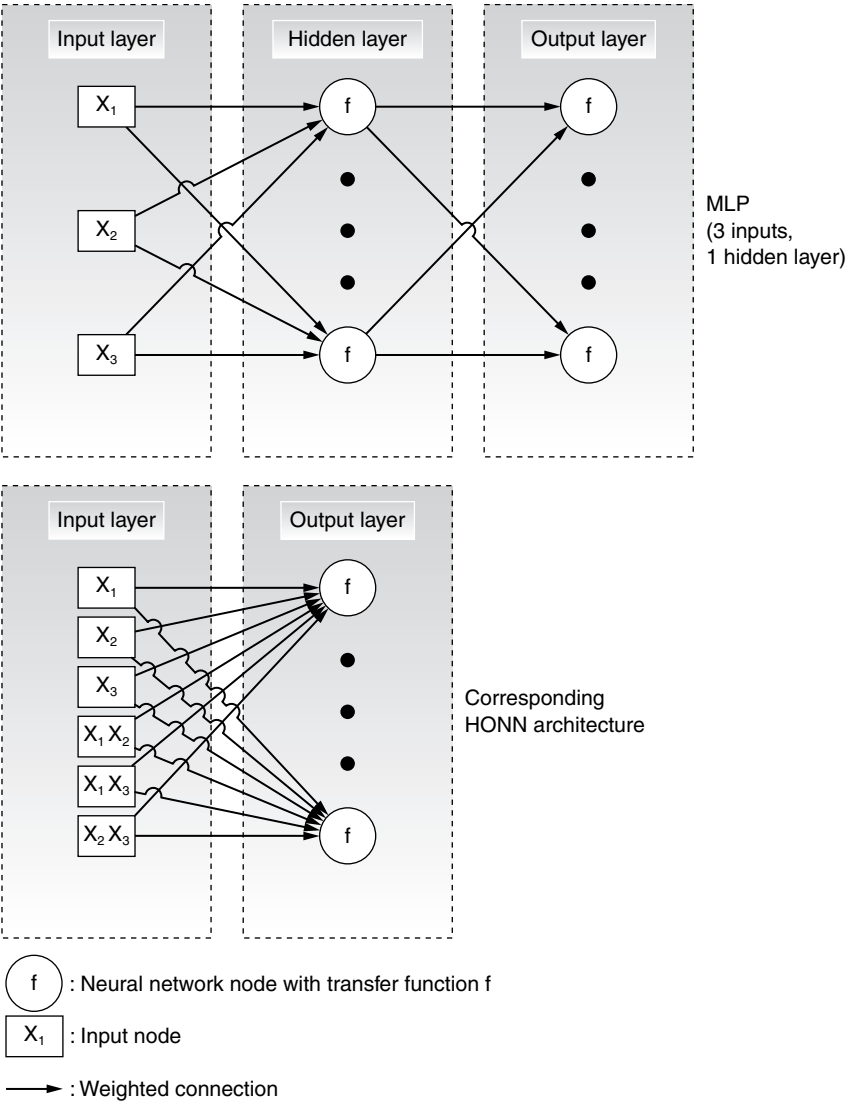 Input layer
Hidden layer
Output layer
X₁
f
f
X₂
MLP
(3 inputs,
1 hidden layer)
X₃
f
f
Input layer
Output layer
X₁
f
X₂
X₃
X₁ X₂
X₁ X₃
X₂ X₃
f
Corresponding
HONN architecture
f : Neural network node with transfer function f
X₁ : Input node
: Weighted connection